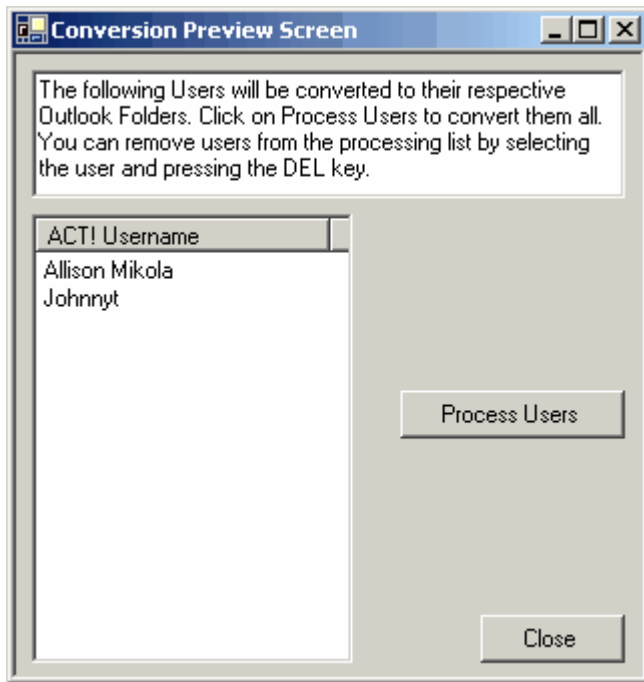 Conversion Preview Screen
The following Users will be converted to their respective
Outlook Folders. Click on Process Users to convert them all.
You can remove users from the processing list by selecting
the user and pressing the DEL key.
ACT! Username
Allison Mikola
Johnnyt
Process Users
Close